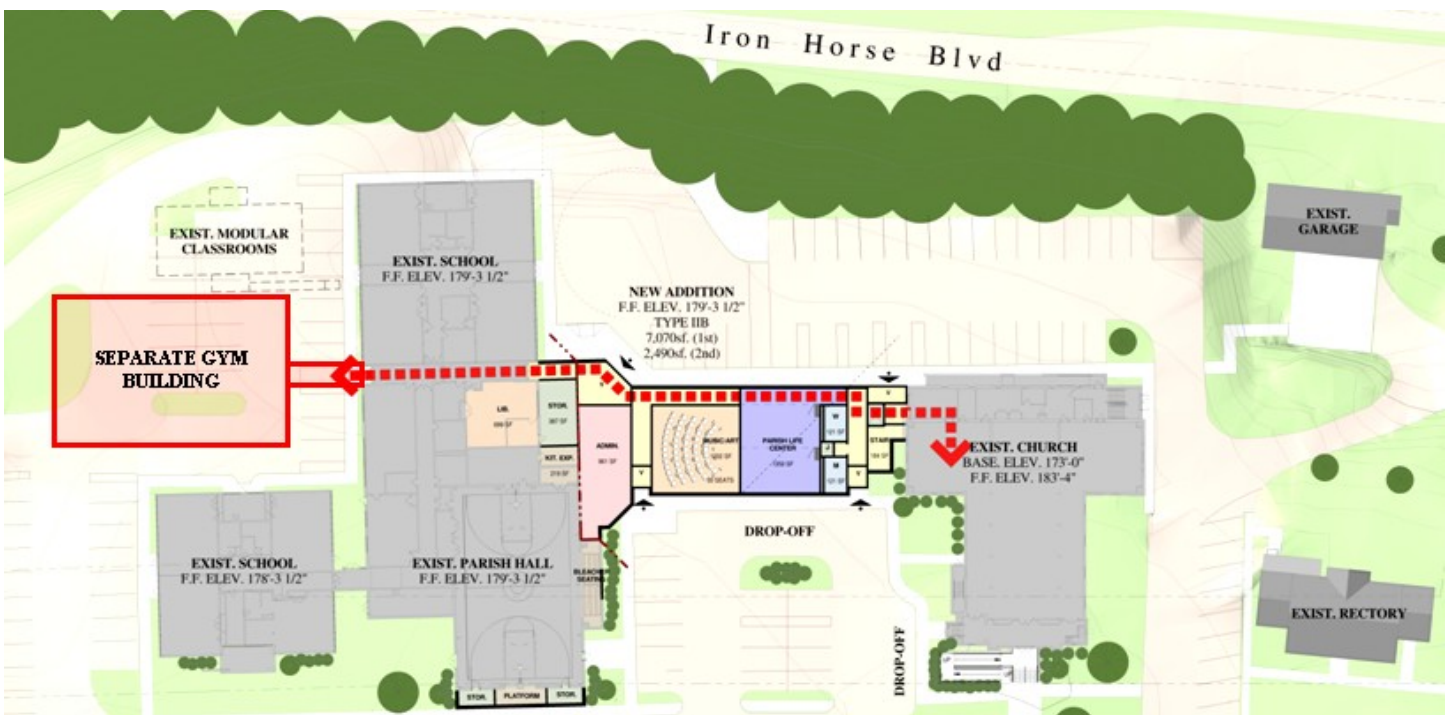 Iron Horse Blvd
EXIST. MODULAR
CLASSROOMS
EXIST. SCHOOL
F.F. ELEV. 179'-3 1/2"
EXIST.
GARAGE
NEW ADDITION
F.F. ELEV. 179'-3 1/2"
TYPE IIB
7,070sf. (1st)
2,490sf. (2nd)
SEPARATE GYM
BUILDING
LIB.
STOR.
KIT. EXP.
ADMIN.
MUSIC/ART
PARISH LIFE
CENTER
W
J
M
STAIR
V
V
V
EXIST. CHURCH
BASE. ELEV. 173'-0"
F.F. ELEV. 183'-4"
DROP-OFF
EXIST. SCHOOL
F.F. ELEV. 178'-3 1/2"
EXIST. PARISH HALL
F.F. ELEV. 179'-3 1/2"
BLEACHER
SEATING
DROP-OFF
EXIST. RECTORY
STOR.
PLATFORM
STOR.